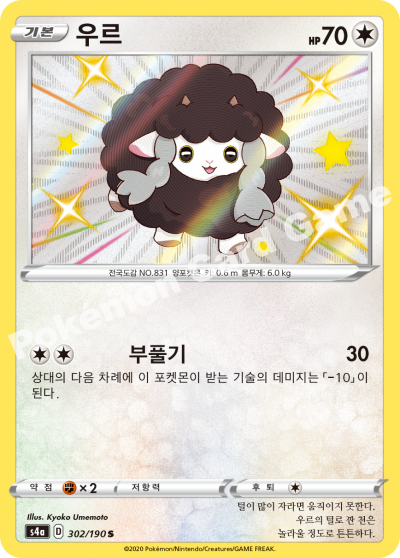 기본 우르 HP 70
전국도감 NO.831 양포켓몬 키: 0.6 m 몸무게: 6.0 kg
부풀기 30
상대의 다음 차례에 이 포켓몬이 받는 기술의 데미지는 「-10」이
된다.
약점 ×2 저항력 후퇴
Illus. Kyoko Umemoto
s4a D 302/190 S
털이 많이 자라면 움직이지 못한다.
우르의 털로 짠 천은
놀라울 정도로 튼튼하다.
©2020 Pokémon/Nintendo/Creatures/GAME FREAK.
Pokémon Card Game